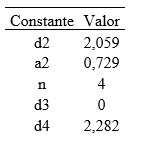 Constante Valor
d2 2,059
a2 0,729
n 4
d3 0
d4 2,282